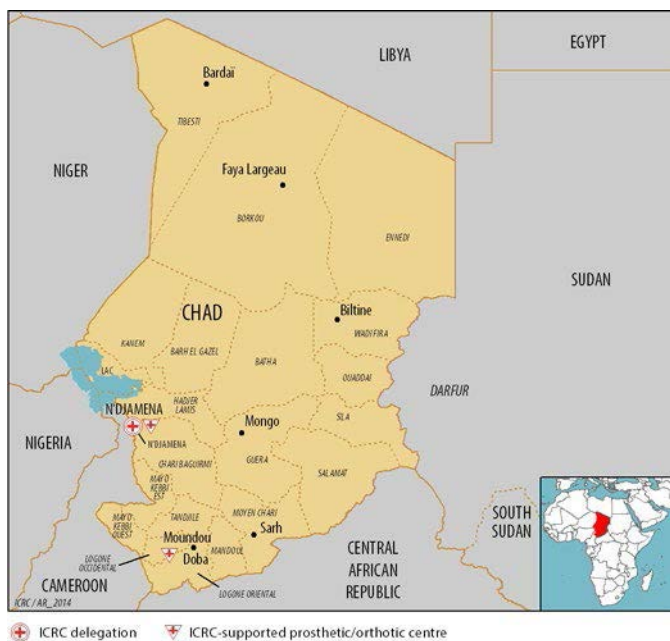 LIBYA
EGYPT
Bardaï
TIBESTI
NIGER
Faya Largeau
BORKOU
ENNEDI
SUDAN
CHAD
Biltine
WADI FIRA
KANEM
BARH EL GAZEL
BATHA
OUADDAI
LAC
DARFUR
HADJER
LAMIS
N'DJAMENA
SILA
Mongo
NIGERIA
N'DJAMENA
GUERA
CHARI BAGUIRMI
SALAMAT
MAYO
KEBBI
EST
MAYO
KEBBI
OUEST
TANDJILE
MOYEN CHARI
SOUTH
SUDAN
Sarh
Moundou
MANDOUL
LOGONE
OCCIDENTAL
Doba
CENTRAL
AFRICAN
REPUBLIC
CAMEROON
LOGONE ORIENTAL
ICRC / AR_2014
ICRC delegation
ICRC-supported prosthetic/orthotic centre